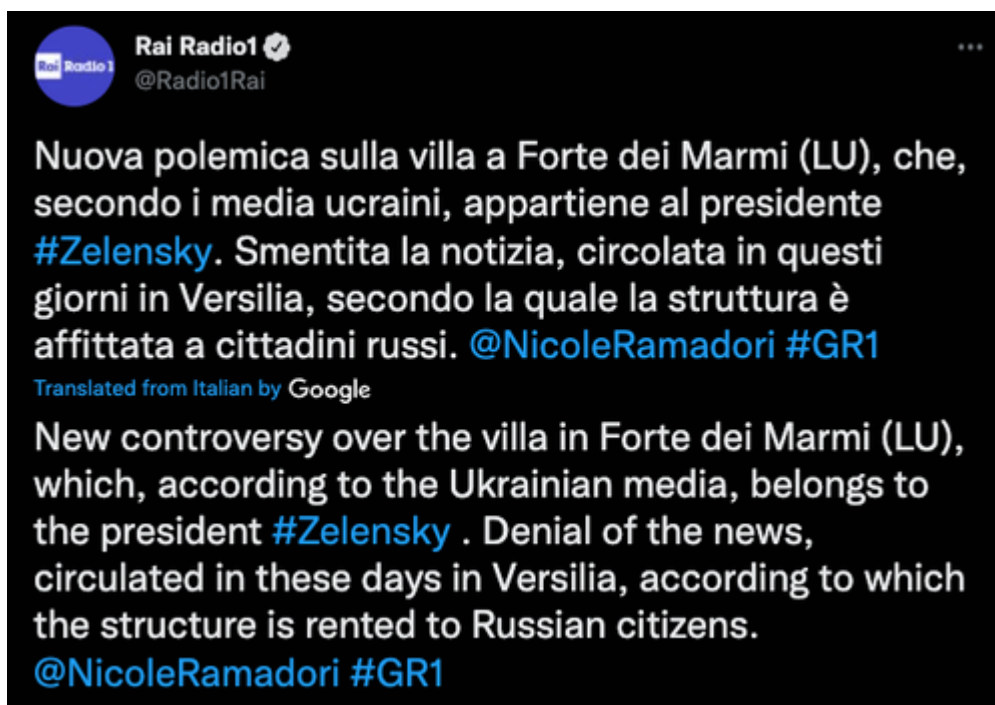 Rai Radio 1
Rai Radio1
@Radio1Rai
Nuova polemica sulla villa a Forte dei Marmi (LU), che,
secondo i media ucraini, appartiene al presidente
#Zelensky. Smentita la notizia, circolata in questi
giorni in Versilia, secondo la quale la struttura è
affittata a cittadini russi. @NicoleRamadori #GR1
Translated from Italian by Google
New controversy over the villa in Forte dei Marmi (LU),
which, according to the Ukrainian media, belongs to
the president #Zelensky . Denial of the news,
circulated in these days in Versilia, according to which
the structure is rented to Russian citizens.
@NicoleRamadori #GR1